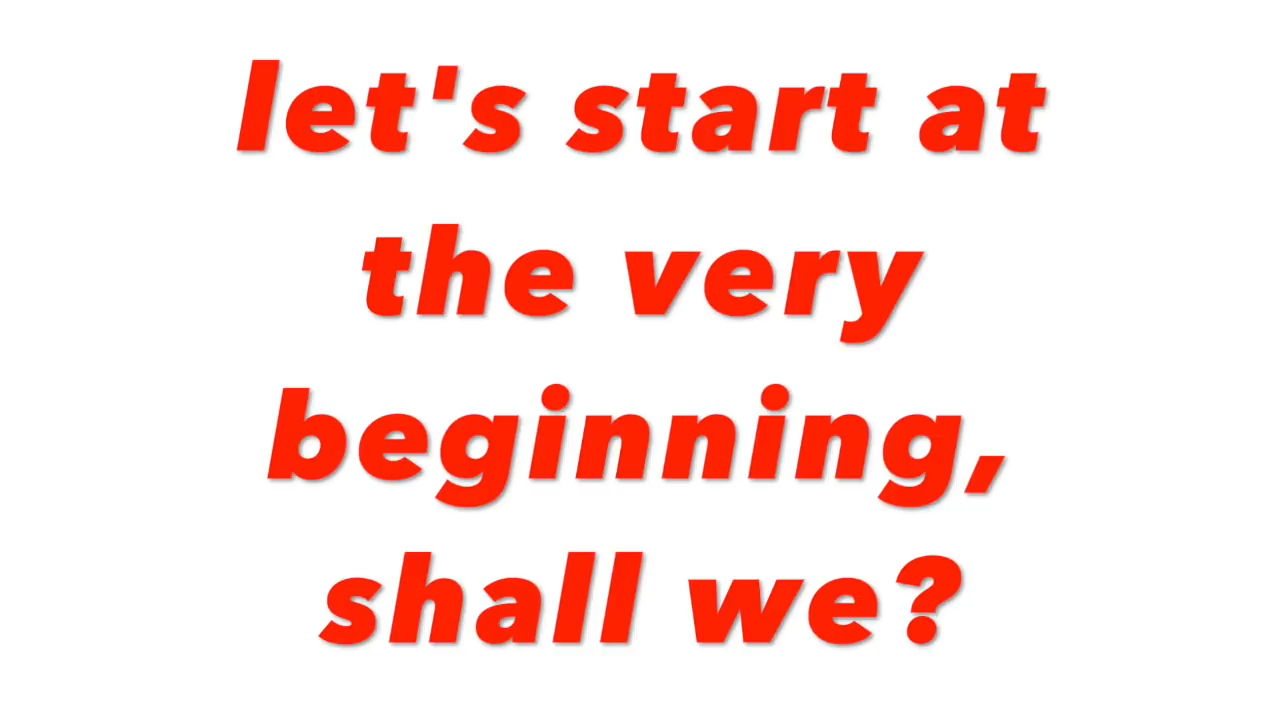 let's start at
the very
beginning,
shall we?